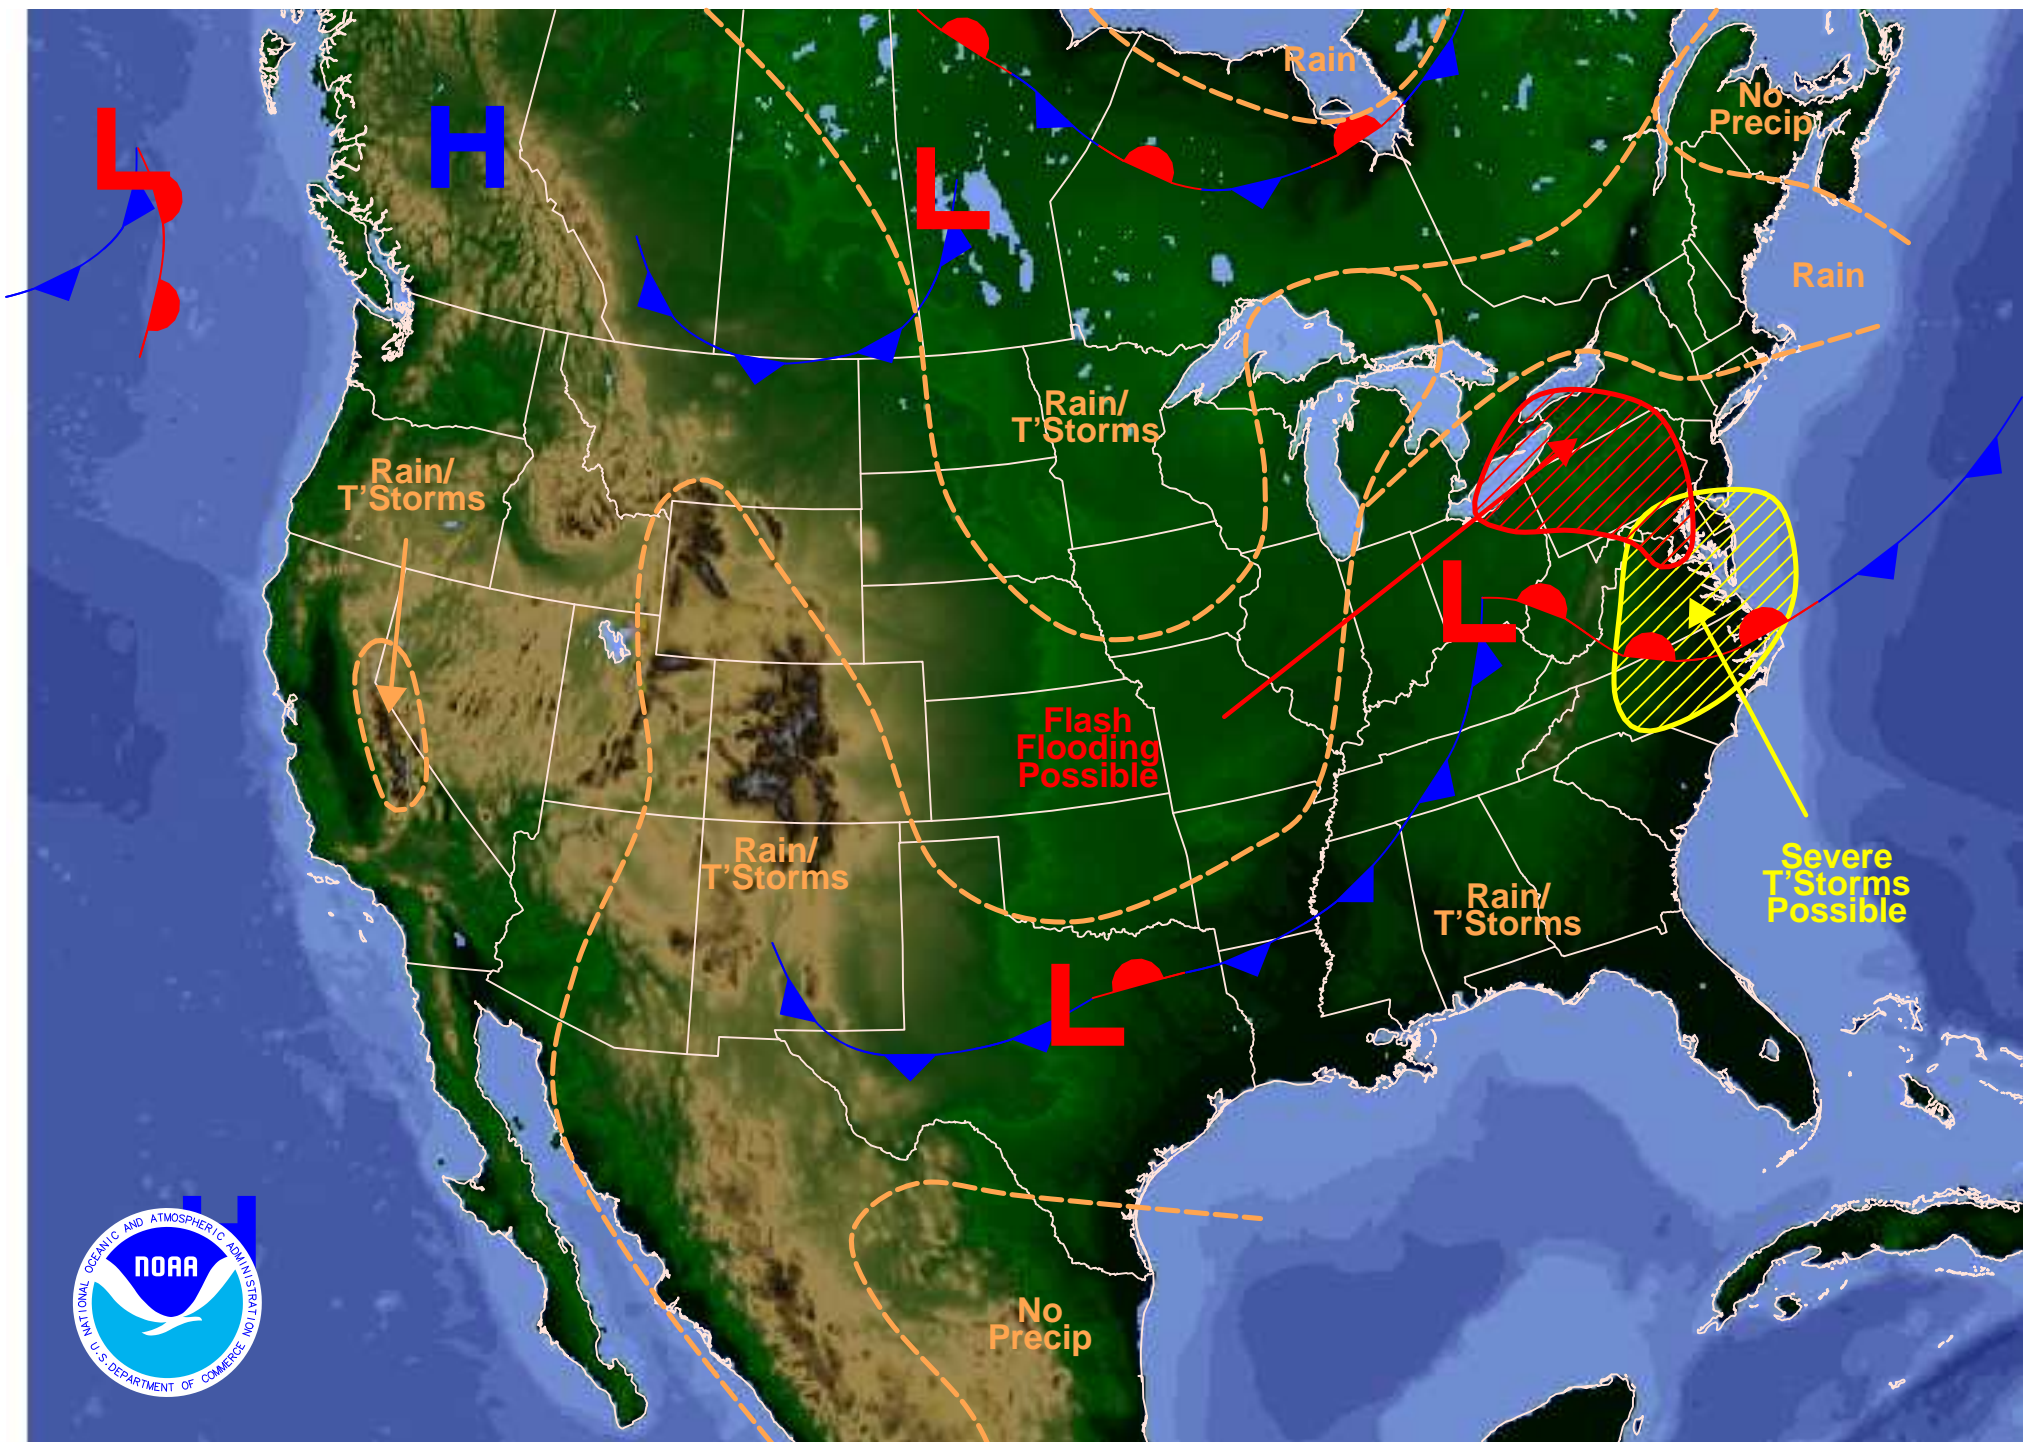 Rain
No
Precip
L
H
L
Rain
Rain/
T'Storms
Rain/
T'Storms
L
Flash
Flooding
Possible
Rain/
T'Storms
Severe
T'Storms
Possible
Rain/
T'Storms
L
H
NATIONAL OCEANIC AND ATMOSPHERIC ADMINISTRATION
NOAA
U.S. DEPARTMENT OF COMMERCE
No
Precip